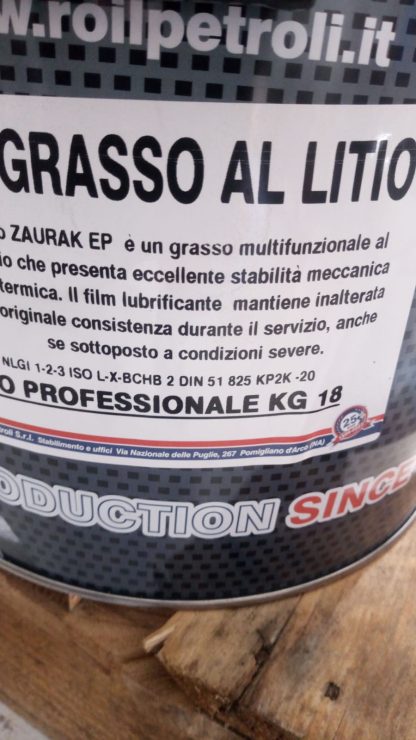 w.roilpetroli.it
GRASSO AL LITIO
o ZAURAK EP è un grasso multifunzionale al
io che presenta eccellente stabilità meccanica
termica. Il film lubrificante mantiene inalterata
originale consistenza durante il servizio, anche
se sottoposto a condizioni severe.
NLGI 1-2-3 ISO L-X-BCHB 2 DIN 51 825 KP2K -20
O PROFESSIONALE KG 18
roli S.r.l. Stabilimento e uffici Via Nazionale delle Puglie, 267 Pomigliano d'Arco (NA)
25
ODUCTION SINCE